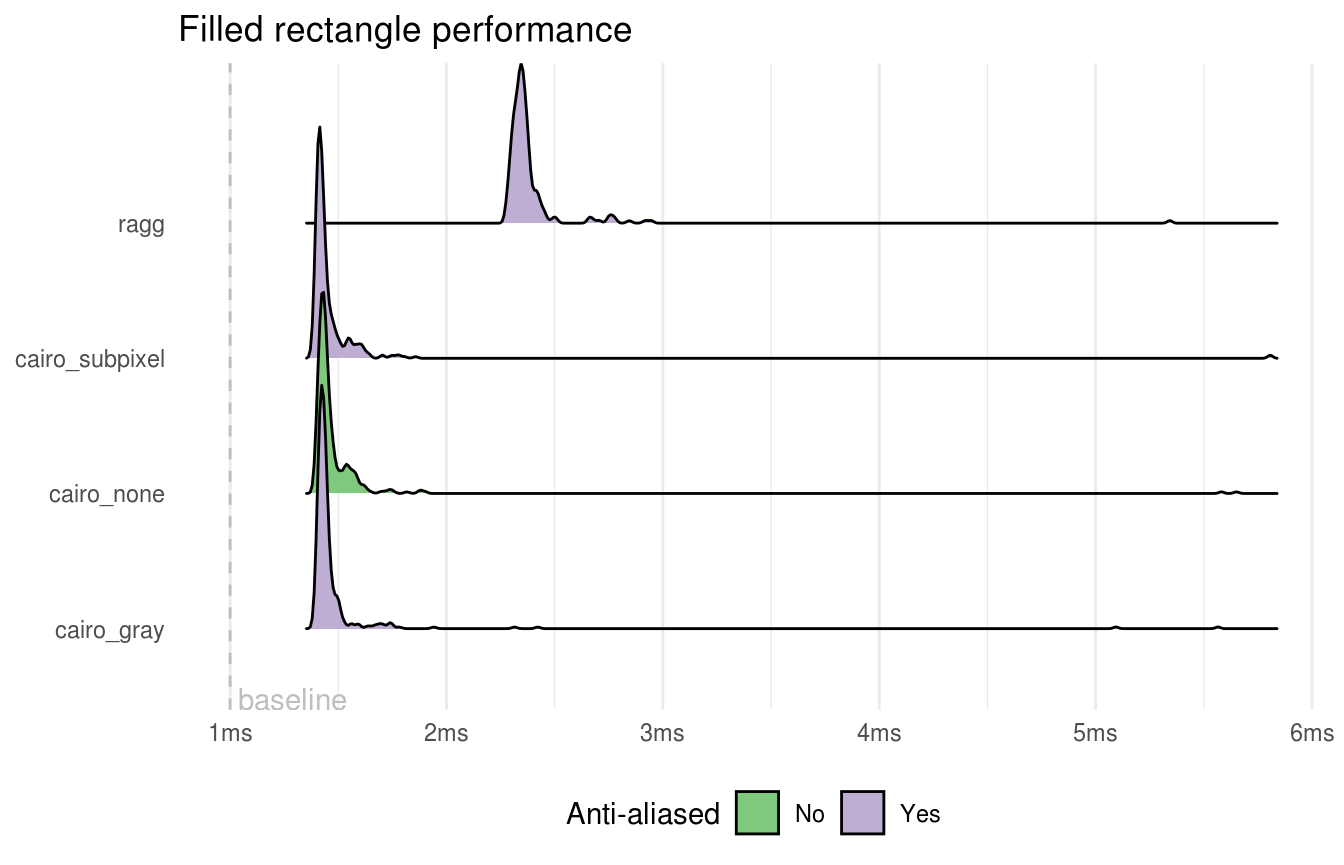 Filled rectangle performance
ragg
cairo_subpixel
cairo_none
cairo_gray
baseline
1ms 2ms 3ms 4ms 5ms 6ms
Anti-aliased No Yes